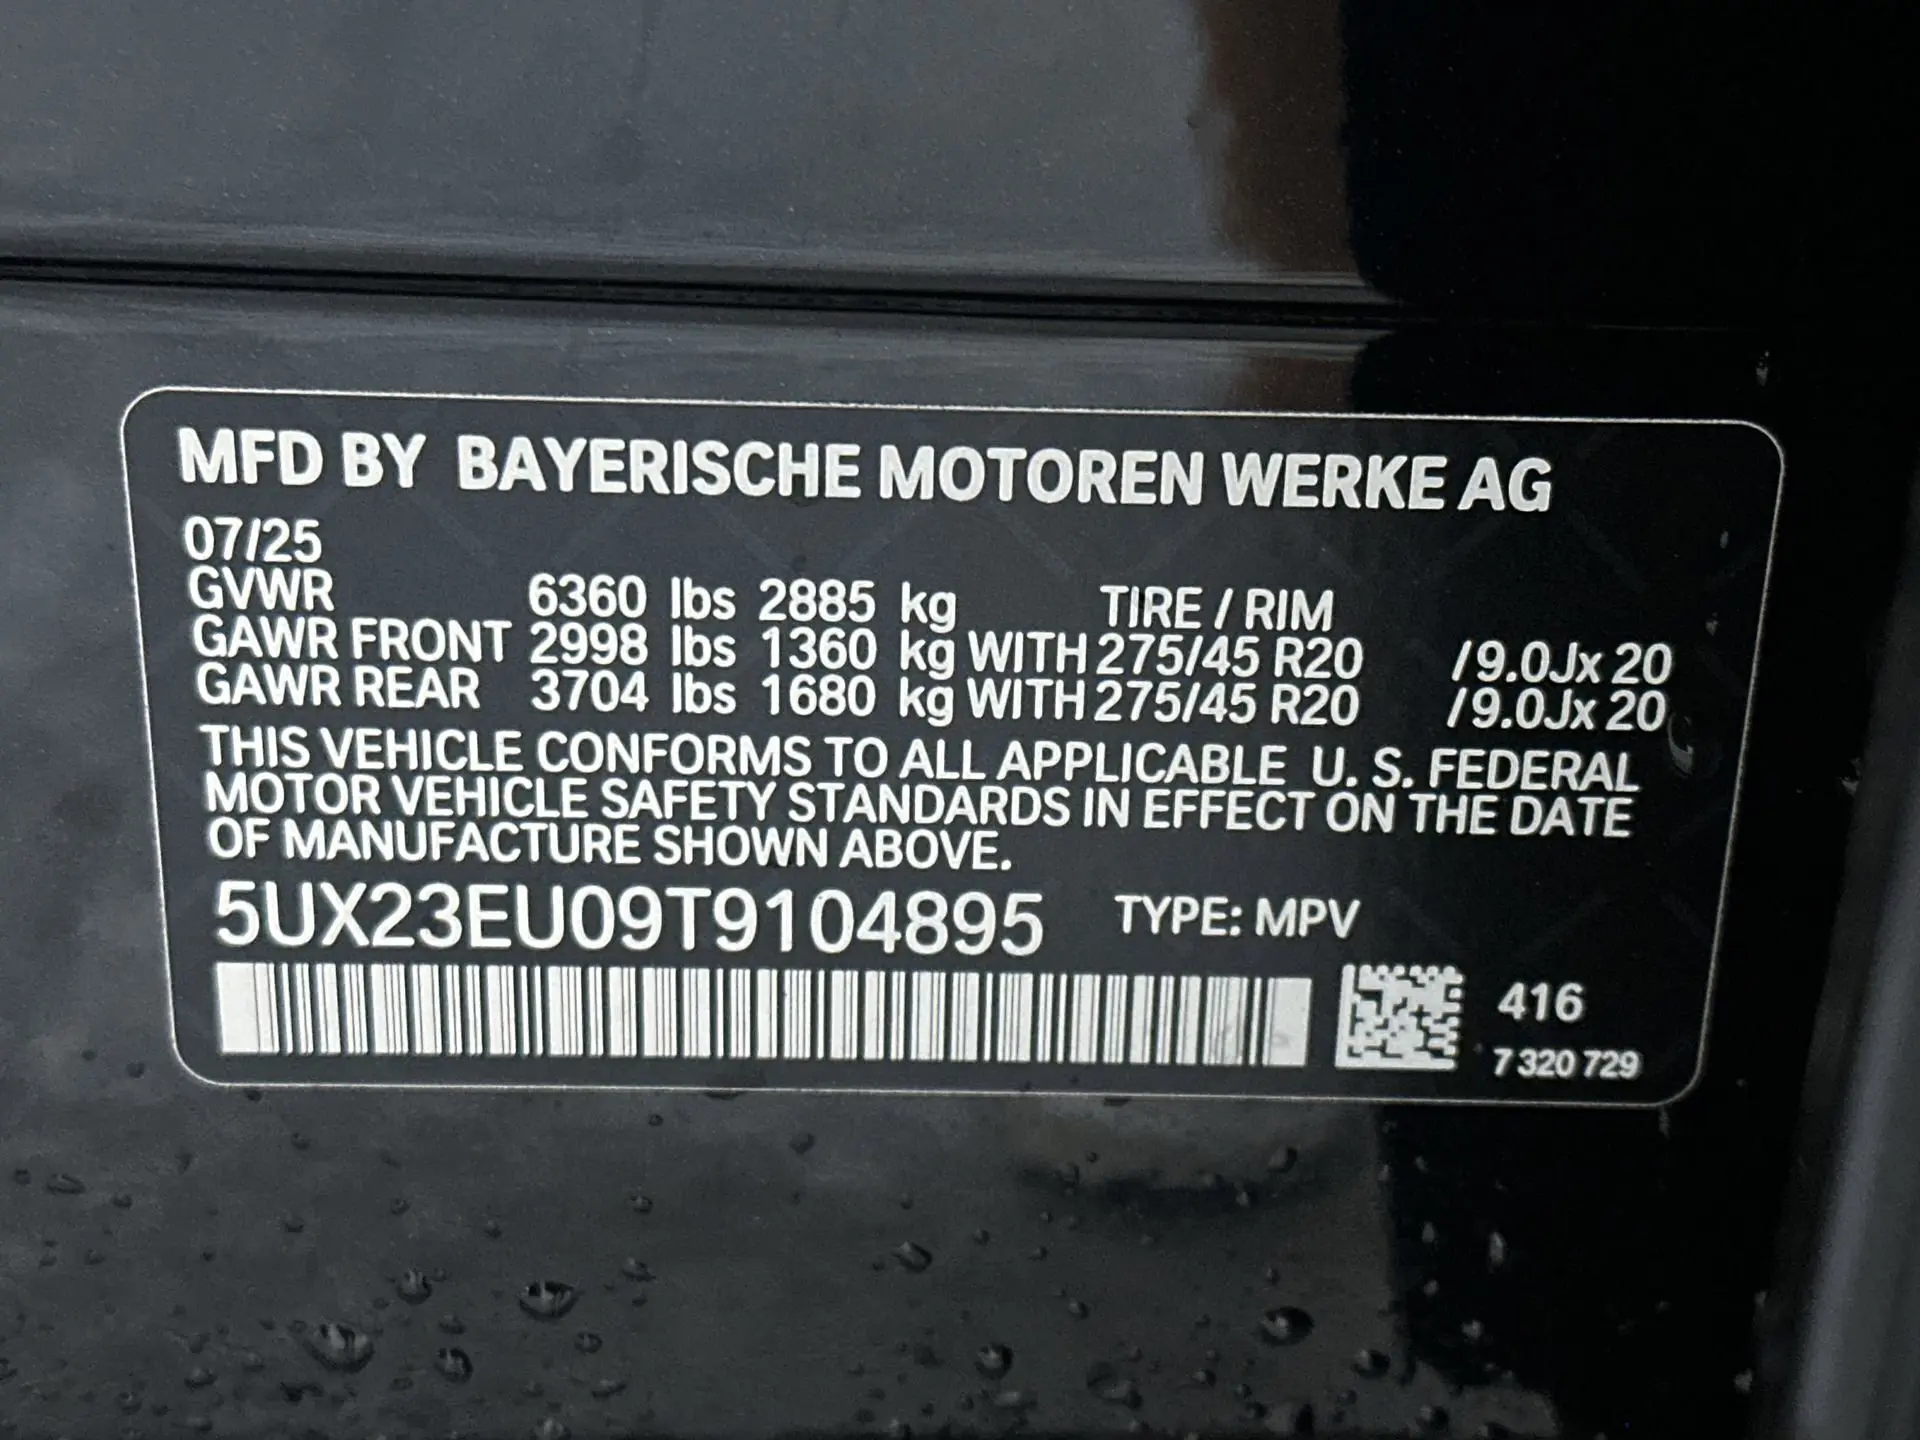 MFD BY BAYERISCHE MOTOREN WERKE AG
07/25
GVWR 6360 lbs 2885 kg TIRE / RIM
GAWR FRONT 2998 lbs 1360 kg WITH 275/45 R20 /9.0Jx 20
GAWR REAR 3704 lbs 1680 kg WITH 275/45 R20 /9.0Jx 20
THIS VEHICLE CONFORMS TO ALL APPLICABLE U. S. FEDERAL
MOTOR VEHICLE SAFETY STANDARDS IN EFFECT ON THE DATE
OF MANUFACTURE SHOWN ABOVE.
5UX23EU09T9104895 TYPE: MPV
416
7 320 729